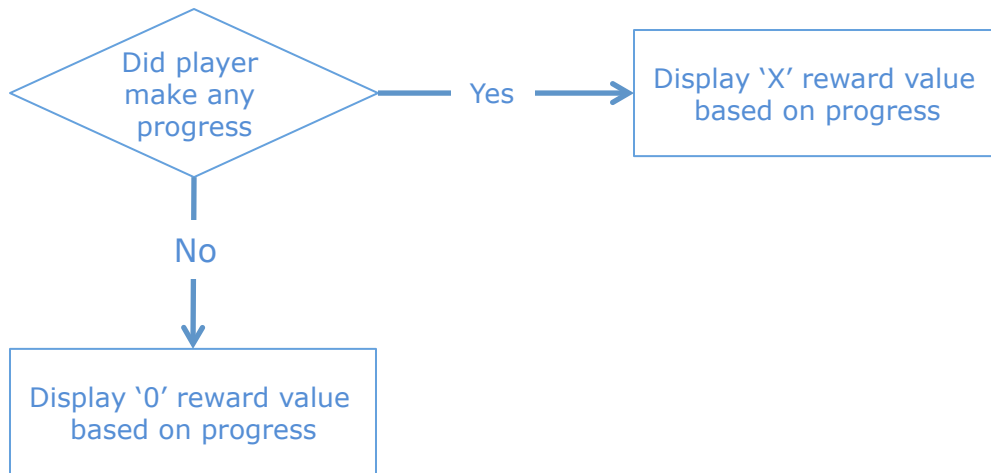 Did player
make any
progress
Yes
Display ‘X’ reward value
based on progress
No
Display ‘0’ reward value
based on progress